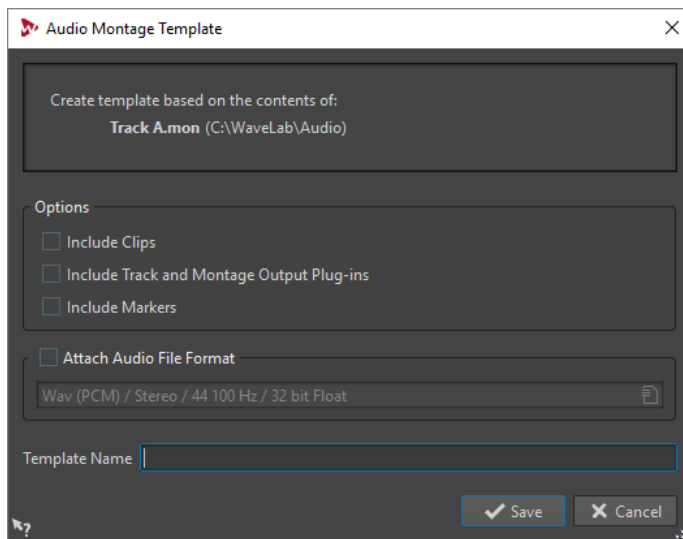 Audio Montage Template
Create template based on the contents of:
Track A.mon (C:\WaveLab\Audio)
Options
Include Clips
Include Track and Montage Output Plug-ins
Include Markers
Attach Audio File Format
Wav (PCM) / Stereo / 44 100 Hz / 32 bit Float
Template Name
Save Cancel
?